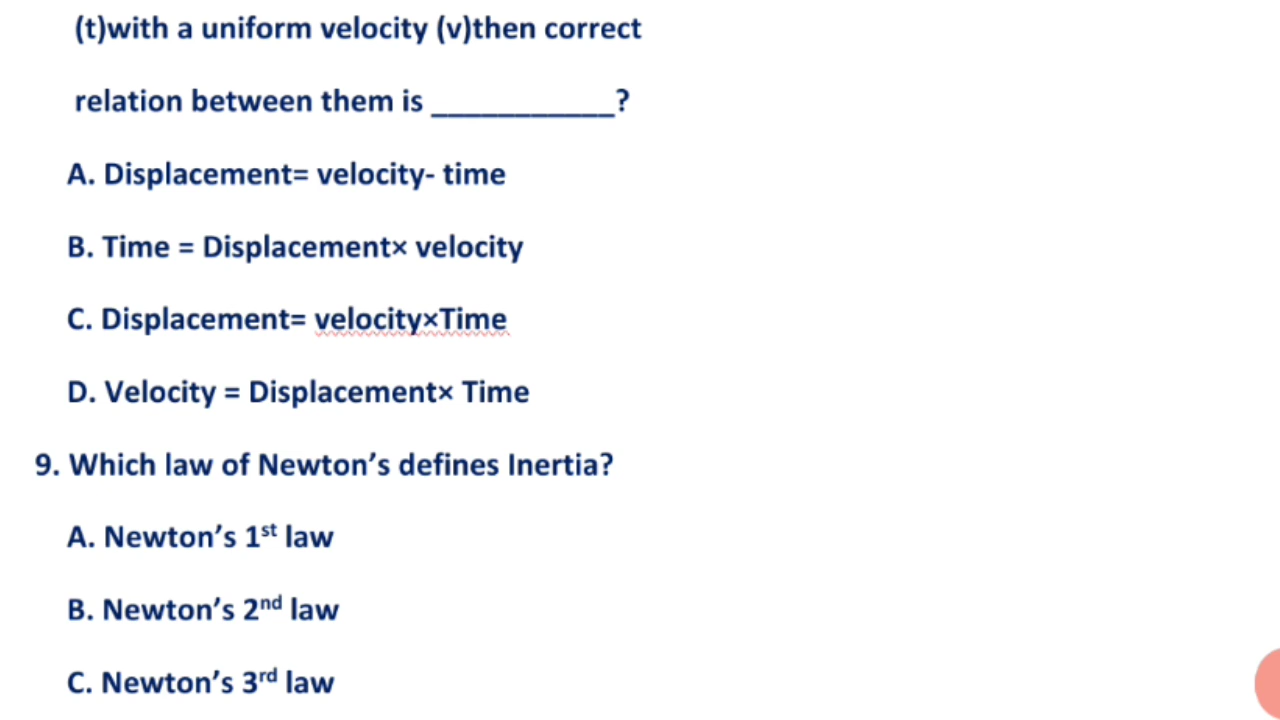 (t)with a uniform velocity (v)then correct
relation between them is ___________?
A. Displacement= velocity- time
B. Time = Displacement× velocity
C. Displacement= velocity×Time
D. Velocity = Displacement× Time
9. Which law of Newton’s defines Inertia?
A. Newton’s 1st law
B. Newton’s 2nd law
C. Newton’s 3rd law